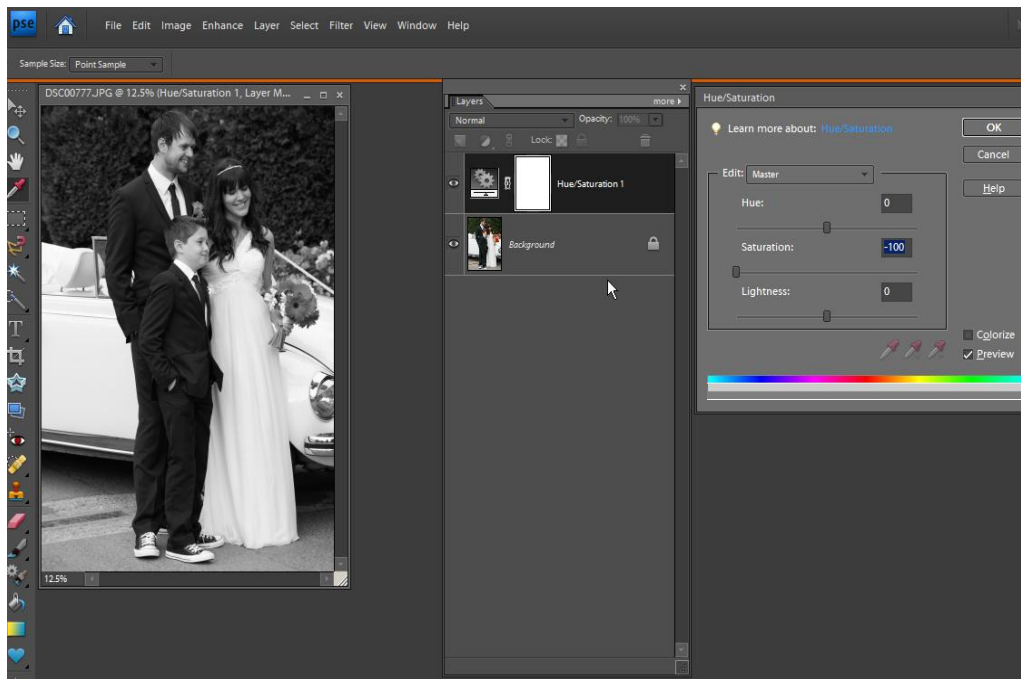 pse
File Edit Image Enhance Layer Select Filter View Window Help
Sample Size: Point Sample
DSC00777.JPG @ 12.5% (Hue/Saturation 1, Layer M...
12.5%
Layers more
Normal Opacity: 100%
Lock:
Hue/Saturation 1
Background
Hue/Saturation
Learn more about: Hue/Saturation
OK
Cancel
Help
Edit: Master
Hue: 0
Saturation: -100
Lightness: 0
Colorize
Preview